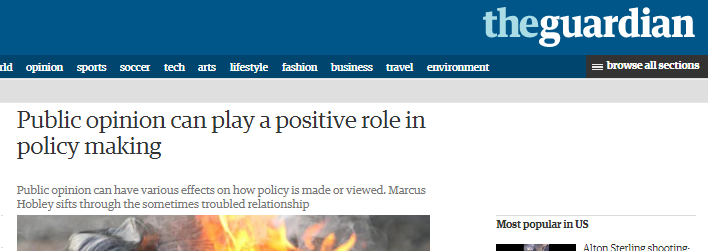 theguardian
rld opinion sports soccer tech arts lifestyle fashion business travel environment browse all sections
Public opinion can play a positive role in
policy making
Public opinion can have various effects on how policy is made or viewed. Marcus
Hobley sifts through the sometimes troubled relationship
Most popular in US
Alton Sterling shooting: